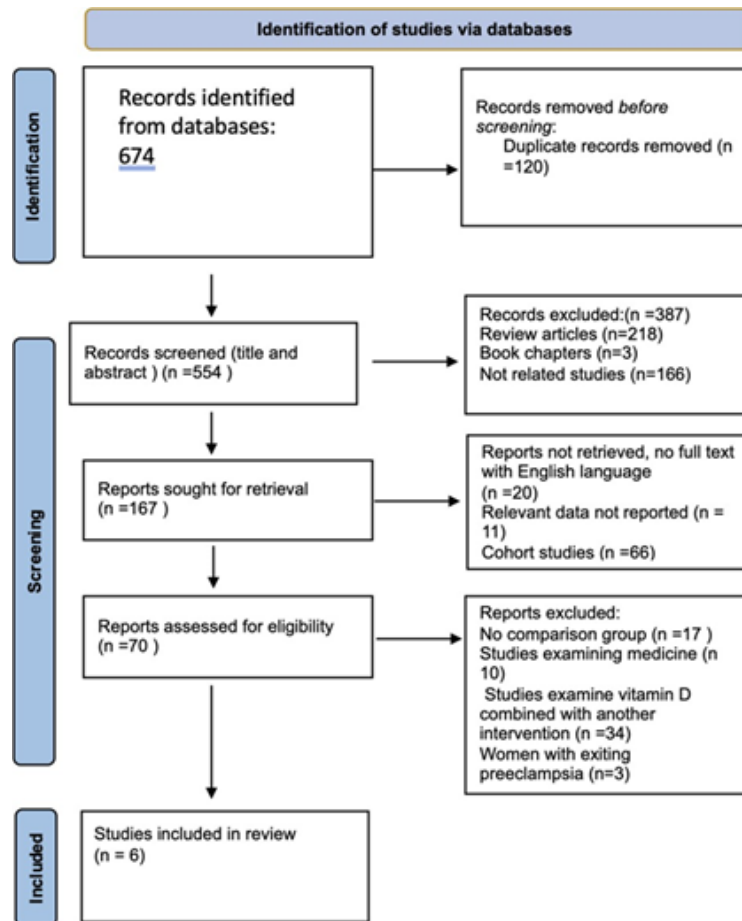 Identification of studies via databases
Identification
Records identified
from databases:
674
Records removed before
screening:
Duplicate records removed (n
=120)
Screening
Records screened (title and
abstract ) (n =554 )
Records excluded:(n =387)
Review articles (n=218)
Book chapters (n=3)
Not related studies (n=166)
Reports sought for retrieval
(n =167 )
Reports not retrieved, no full text
with English language
(n =20)
Relevant data not reported (n =
11)
Cohort studies (n =66)
Reports assessed for eligibility
(n =70 )
Reports excluded:
No comparison group (n =17 )
Studies examining medicine (n
10)
Studies examine vitamin D
combined with another
intervention (n =34)
Women with exiting
preeclampsia (n=3)
Included
Studies included in review
(n = 6)